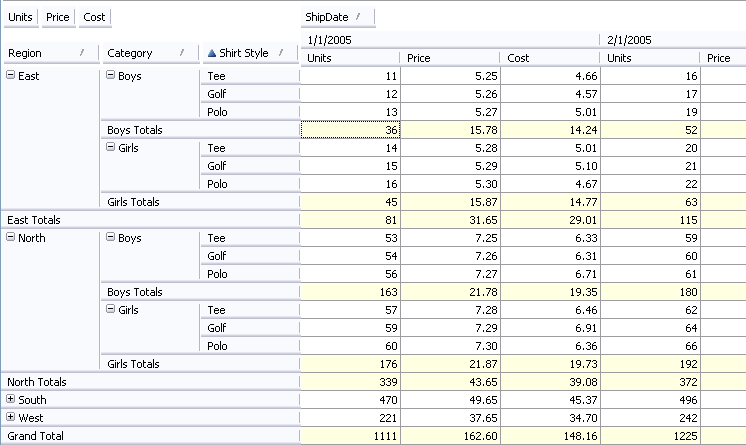 Units Price Cost ShipDate
1/1/2005 2/1/2005
Region Category Shirt Style Units Price Cost Units Price
East Boys Tee 11 5.25 4.66 16
Golf 12 5.26 4.57 17
Polo 13 5.27 5.01 19
Boys Totals 36 15.78 14.24 52
Girls Tee 14 5.28 5.01 20
Golf 15 5.29 5.10 21
Polo 16 5.30 4.67 22
Girls Totals 45 15.87 14.77 63
East Totals 81 31.65 29.01 115
North Boys Tee 53 7.25 6.33 59
Golf 54 7.26 6.31 60
Polo 56 7.27 6.71 61
Boys Totals 163 21.78 19.35 180
Girls Tee 57 7.28 6.46 62
Golf 59 7.29 6.91 64
Polo 60 7.30 6.36 66
Girls Totals 176 21.87 19.73 192
North Totals 339 43.65 39.08 372
South 470 49.65 45.37 496
West 221 37.65 34.70 242
Grand Total 1111 162.60 148.16 1225